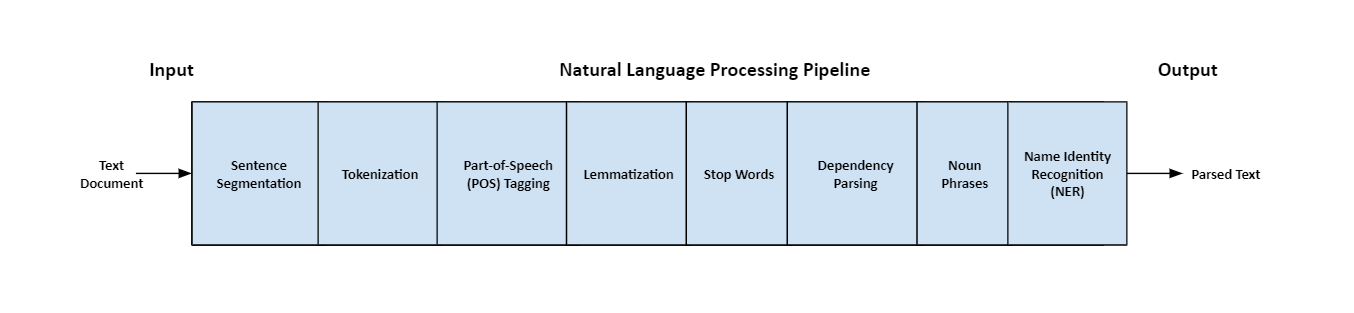 Input
Natural Language Processing Pipeline
Output
Text
Document
Sentence
Segmentation
Tokenization
Part-of-Speech
(POS) Tagging
Lemmatization
Stop Words
Dependency
Parsing
Noun
Phrases
Name Identity
Recognition
(NER)
Parsed Text